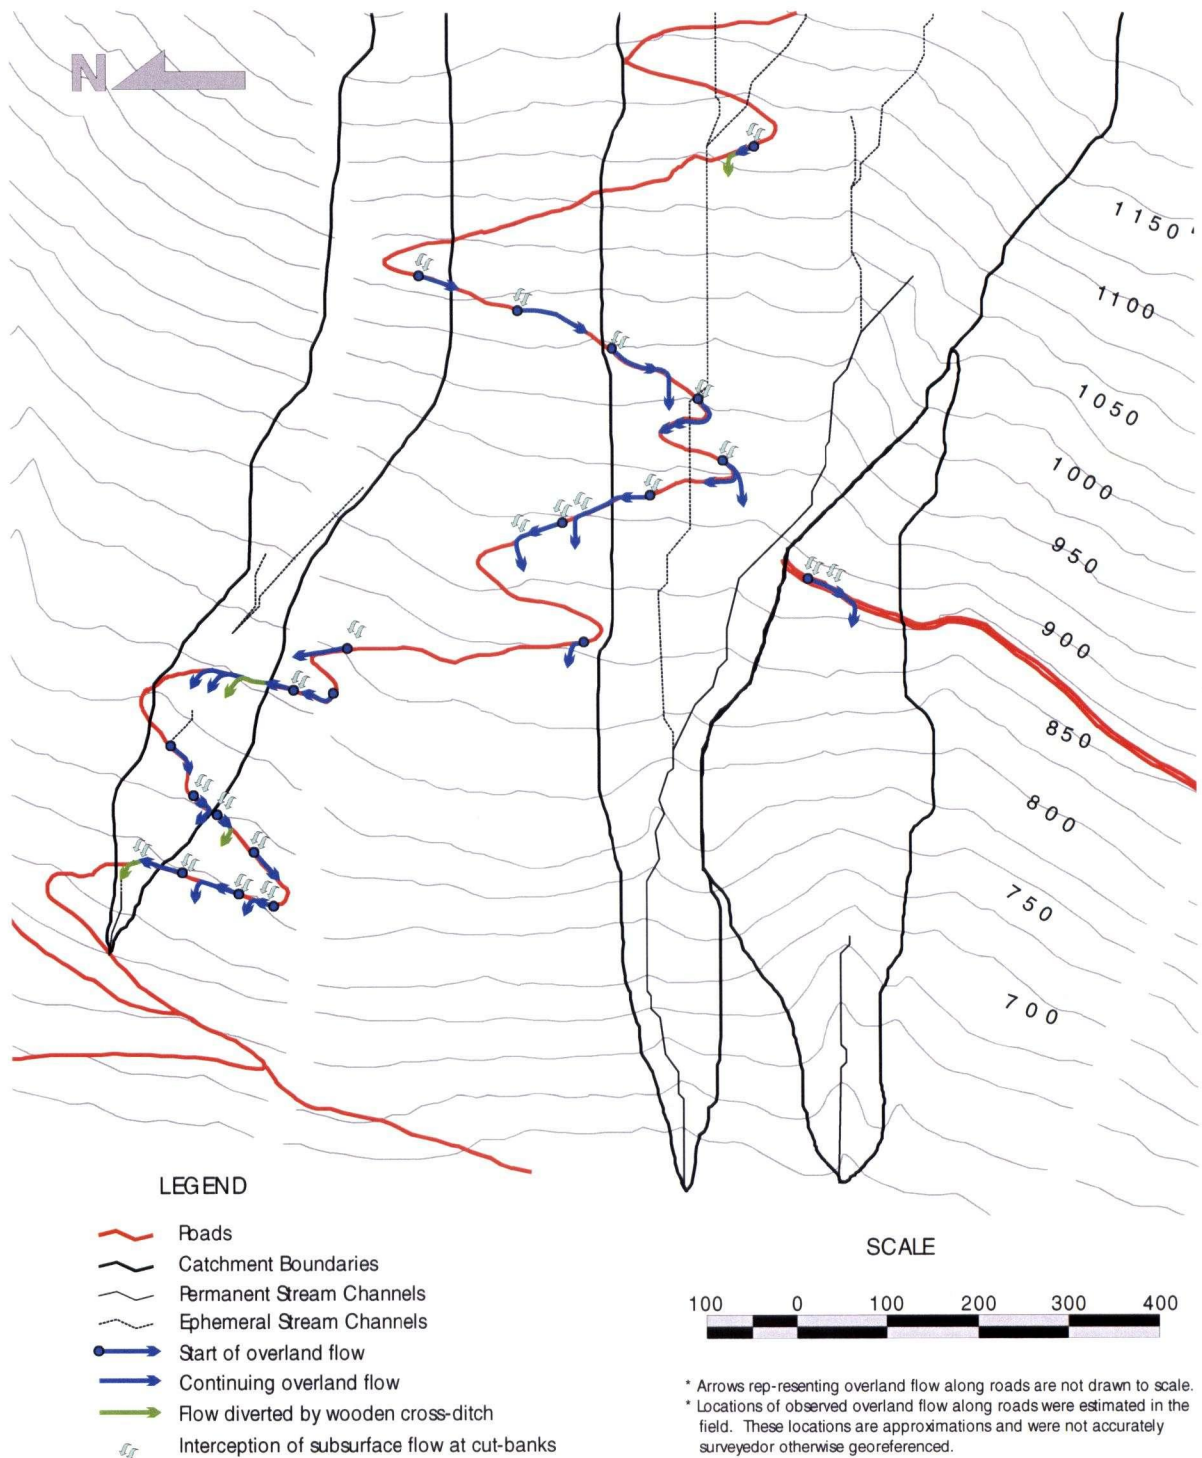 N
1150
1100
1050
1000
950
900
850
800
750
700
LEGEND
Roads
Catchment Boundaries
Permanent Stream Channels
Ephemeral Stream Channels
Start of overland flow
Continuing overland flow
Flow diverted by wooden cross-ditch
Interception of subsurface flow at cut-banks
SCALE
100 0 100 200 300 400
* Arrows rep-resenting overland flow along roads are not drawn to scale.
* Locations of observed overland flow along roads were estimated in the
field. These locations are approximations and were not accurately
surveyedor otherwise georeferenced.